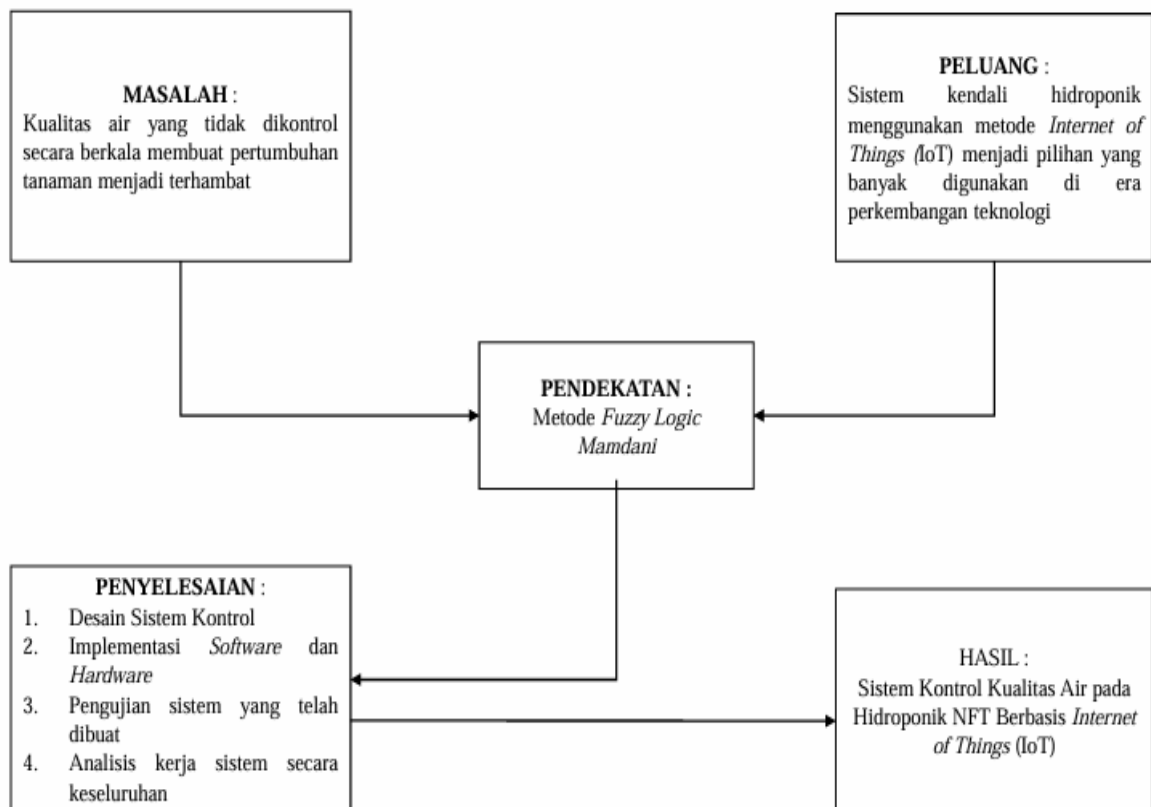 MASALAH :
Kualitas air yang tidak dikontrol
secara berkala membuat pertumbuhan
tanaman menjadi terhambat
PELUANG :
Sistem kendali hidroponik
menggunakan metode Internet of
Things (IoT) menjadi pilihan yang
banyak digunakan di era
perkembangan teknologi
PENDEKATAN :
Metode Fuzzy Logic
Mamdani
PENYELESAIAN :
1. Desain Sistem Kontrol
2. Implementasi Software dan
Hardware
3. Pengujian sistem yang telah
dibuat
4. Analisis kerja sistem secara
keseluruhan
HASIL :
Sistem Kontrol Kualitas Air pada
Hidroponik NFT Berbasis Internet
of Things (IoT)